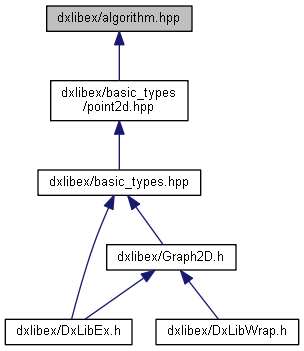 dxlibex/algorithm.hpp
dxlibex/basic_types
/point2d.hpp
dxlibex/basic_types.hpp
dxlibex/Graph2D.h
dxlibex/DxLibEx.h
dxlibex/DxLibWrap.h